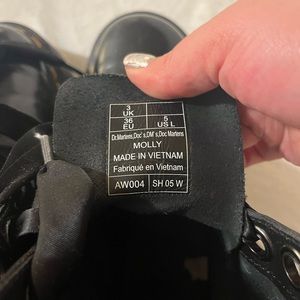 3 UK
36 EU 5 US L
Dr.Martens,Doc's,DM's,Doc Martens
MOLLY
MADE IN VIETNAM
Fabriqué en Vietnam
AW004 SH 05 W